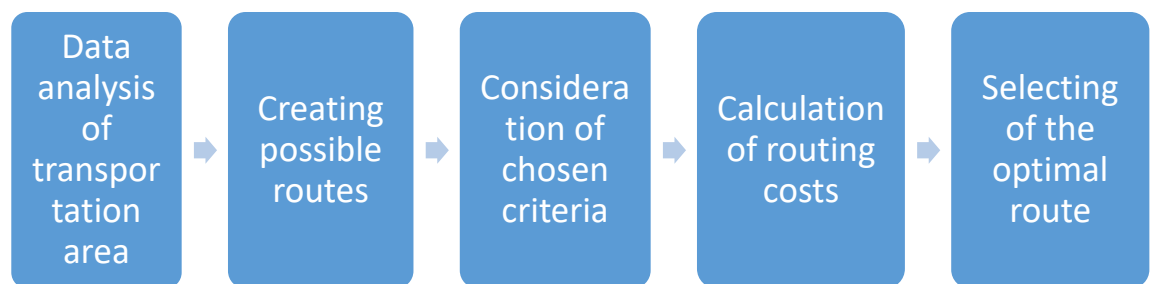 Data
analysis
of
transpor
tation
area
Creating
possible
routes
Considera
tion of
chosen
criteria
Calculation
of routing
costs
Selecting
of the
optimal
route